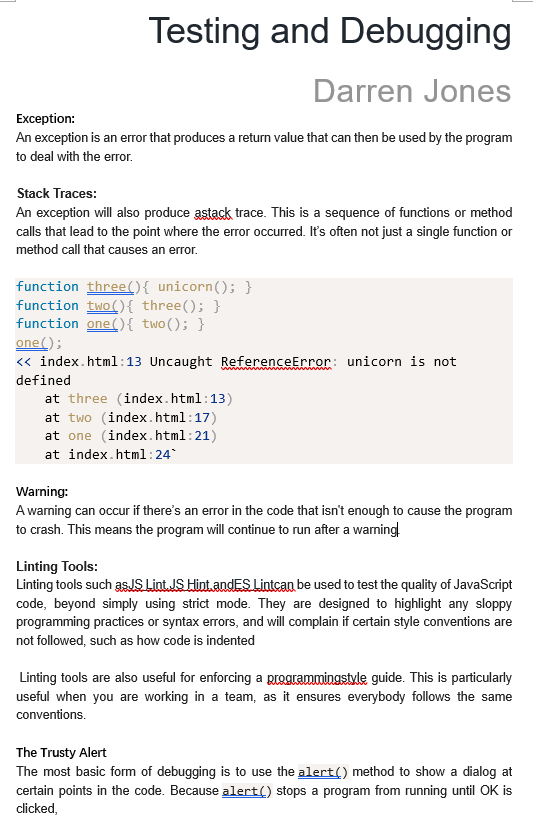 Testing and Debugging
Darren Jones
Exception:
An exception is an error that produces a return value that can then be used by the program
to deal with the error.
Stack Traces:
An exception will also produce astack trace. This is a sequence of functions or method
calls that lead to the point where the error occurred. It's often not just a single function or
method call that causes an error.
function three(){ unicorn(); }
function two(){ three(); }
function one(){ two(); }
one();
<< index.html:13 Uncaught ReferenceError: unicorn is not
defined
at three (index.html:13)
at two (index.html:17)
at one (index.html:21)
at index.html:24`
Warning:
A warning can occur if there's an error in the code that isn't enough to cause the program
to crash. This means the program will continue to run after a warning.
Linting Tools:
Linting tools such asJS Lint,JS Hint,andES Lintcan be used to test the quality of JavaScript
code, beyond simply using strict mode. They are designed to highlight any sloppy
programming practices or syntax errors, and will complain if certain style conventions are
not followed, such as how code is indented
Linting tools are also useful for enforcing a programmingstyle guide. This is particularly
useful when you are working in a team, as it ensures everybody follows the same
conventions.
The Trusty Alert
The most basic form of debugging is to use the alert() method to show a dialog at
certain points in the code. Because alert() stops a program from running until OK is
clicked,